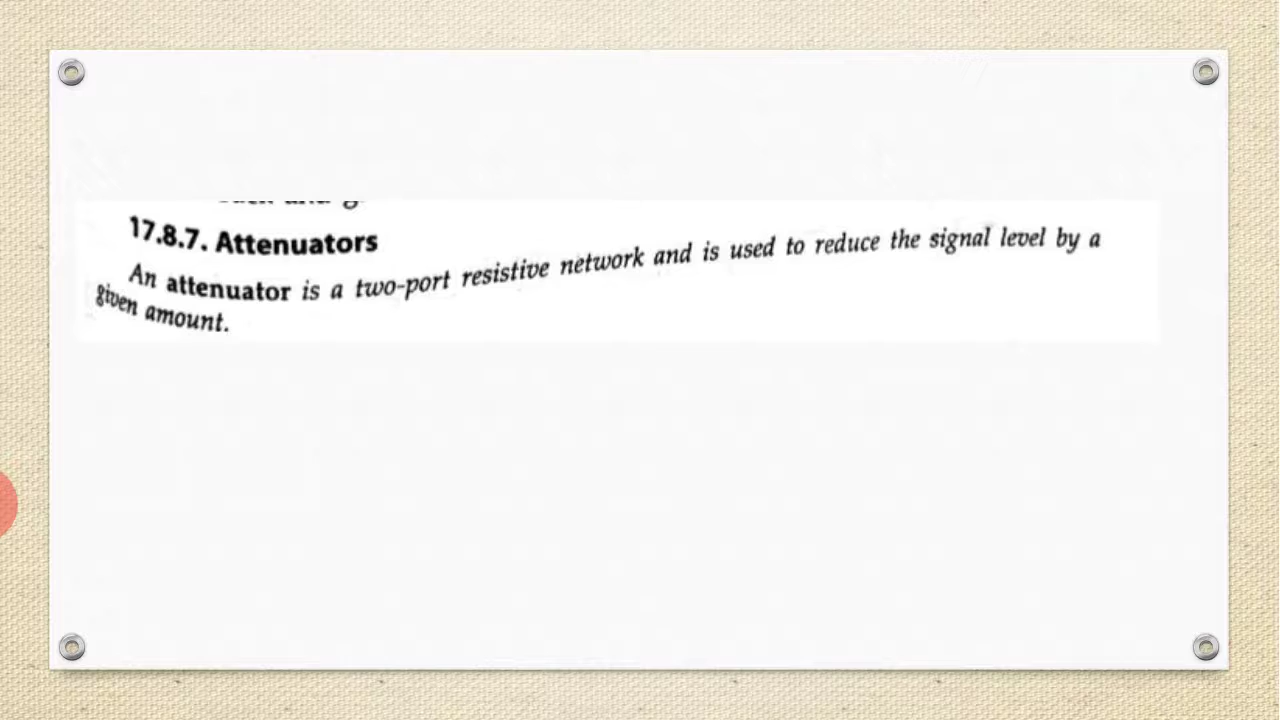 17.8.7. Attenuators
An attenuator is a two-port resistive network and is used to reduce the signal level by a
given amount.